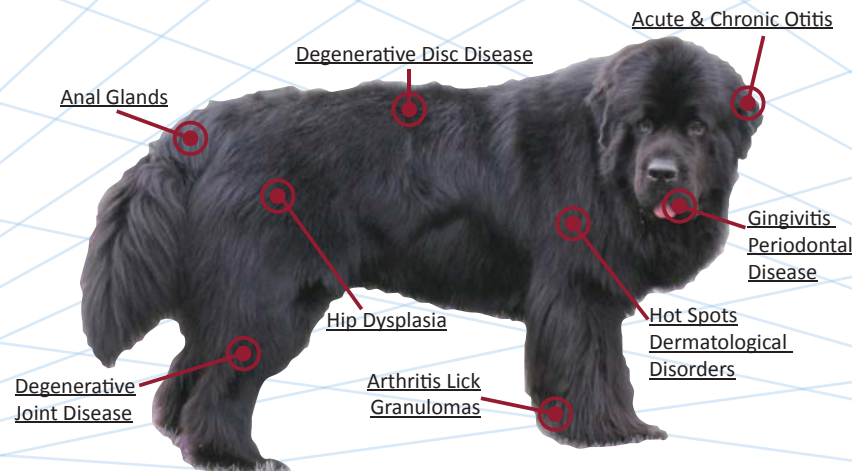 Acute & Chronic Otitis
Degenerative Disc Disease
Anal Glands
Gingivitis
Periodontal
Disease
Hip Dysplasia
Hot Spots
Dermatological
Disorders
Degenerative
Joint Disease
Arthritis Lick
Granulomas